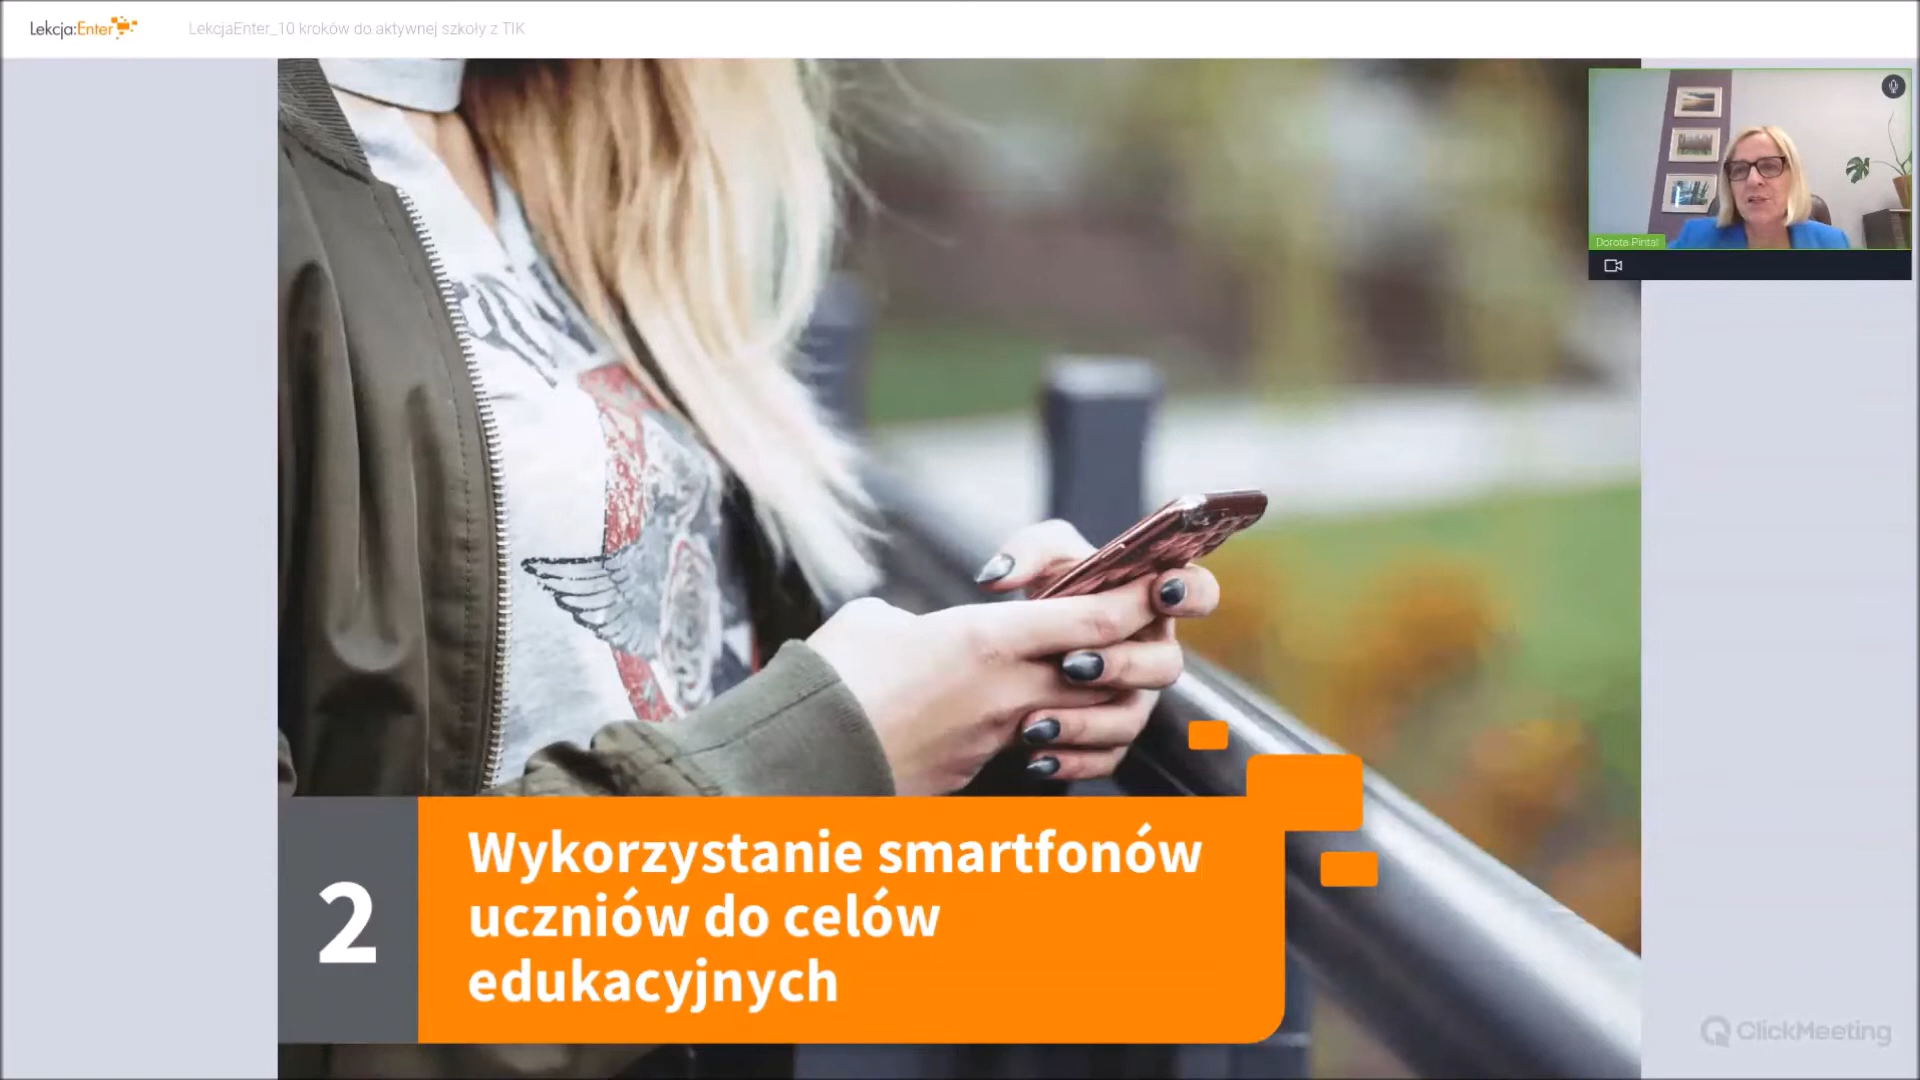 Lekcja:Enter
LekcjaEnter_10 kroków do aktywnej szkoły z TIK
Dorota Pintal
2
Wykorzystanie smartfonów
uczniów do celów
edukacyjnych
ClickMeeting